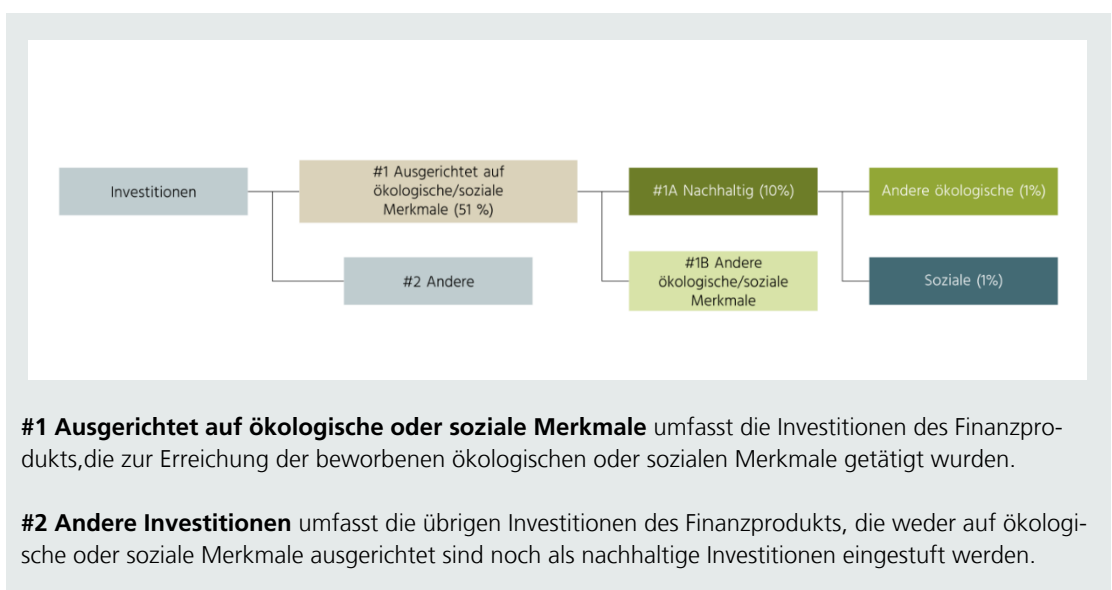 Investitionen
#1 Ausgerichtet auf
ökologische/soziale
Merkmale (51 %)
#1A Nachhaltig (10%)
Andere ökologische (1%)
#2 Andere
#1B Andere
ökologische/soziale
Merkmale
Soziale (1%)
#1 Ausgerichtet auf ökologische oder soziale Merkmale umfasst die Investitionen des Finanzpro-
dukts,die zur Erreichung der beworbenen ökologischen oder sozialen Merkmale getätigt wurden.
#2 Andere Investitionen umfasst die übrigen Investitionen des Finanzprodukts, die weder auf ökologi-
sche oder soziale Merkmale ausgerichtet sind noch als nachhaltige Investitionen eingestuft werden.